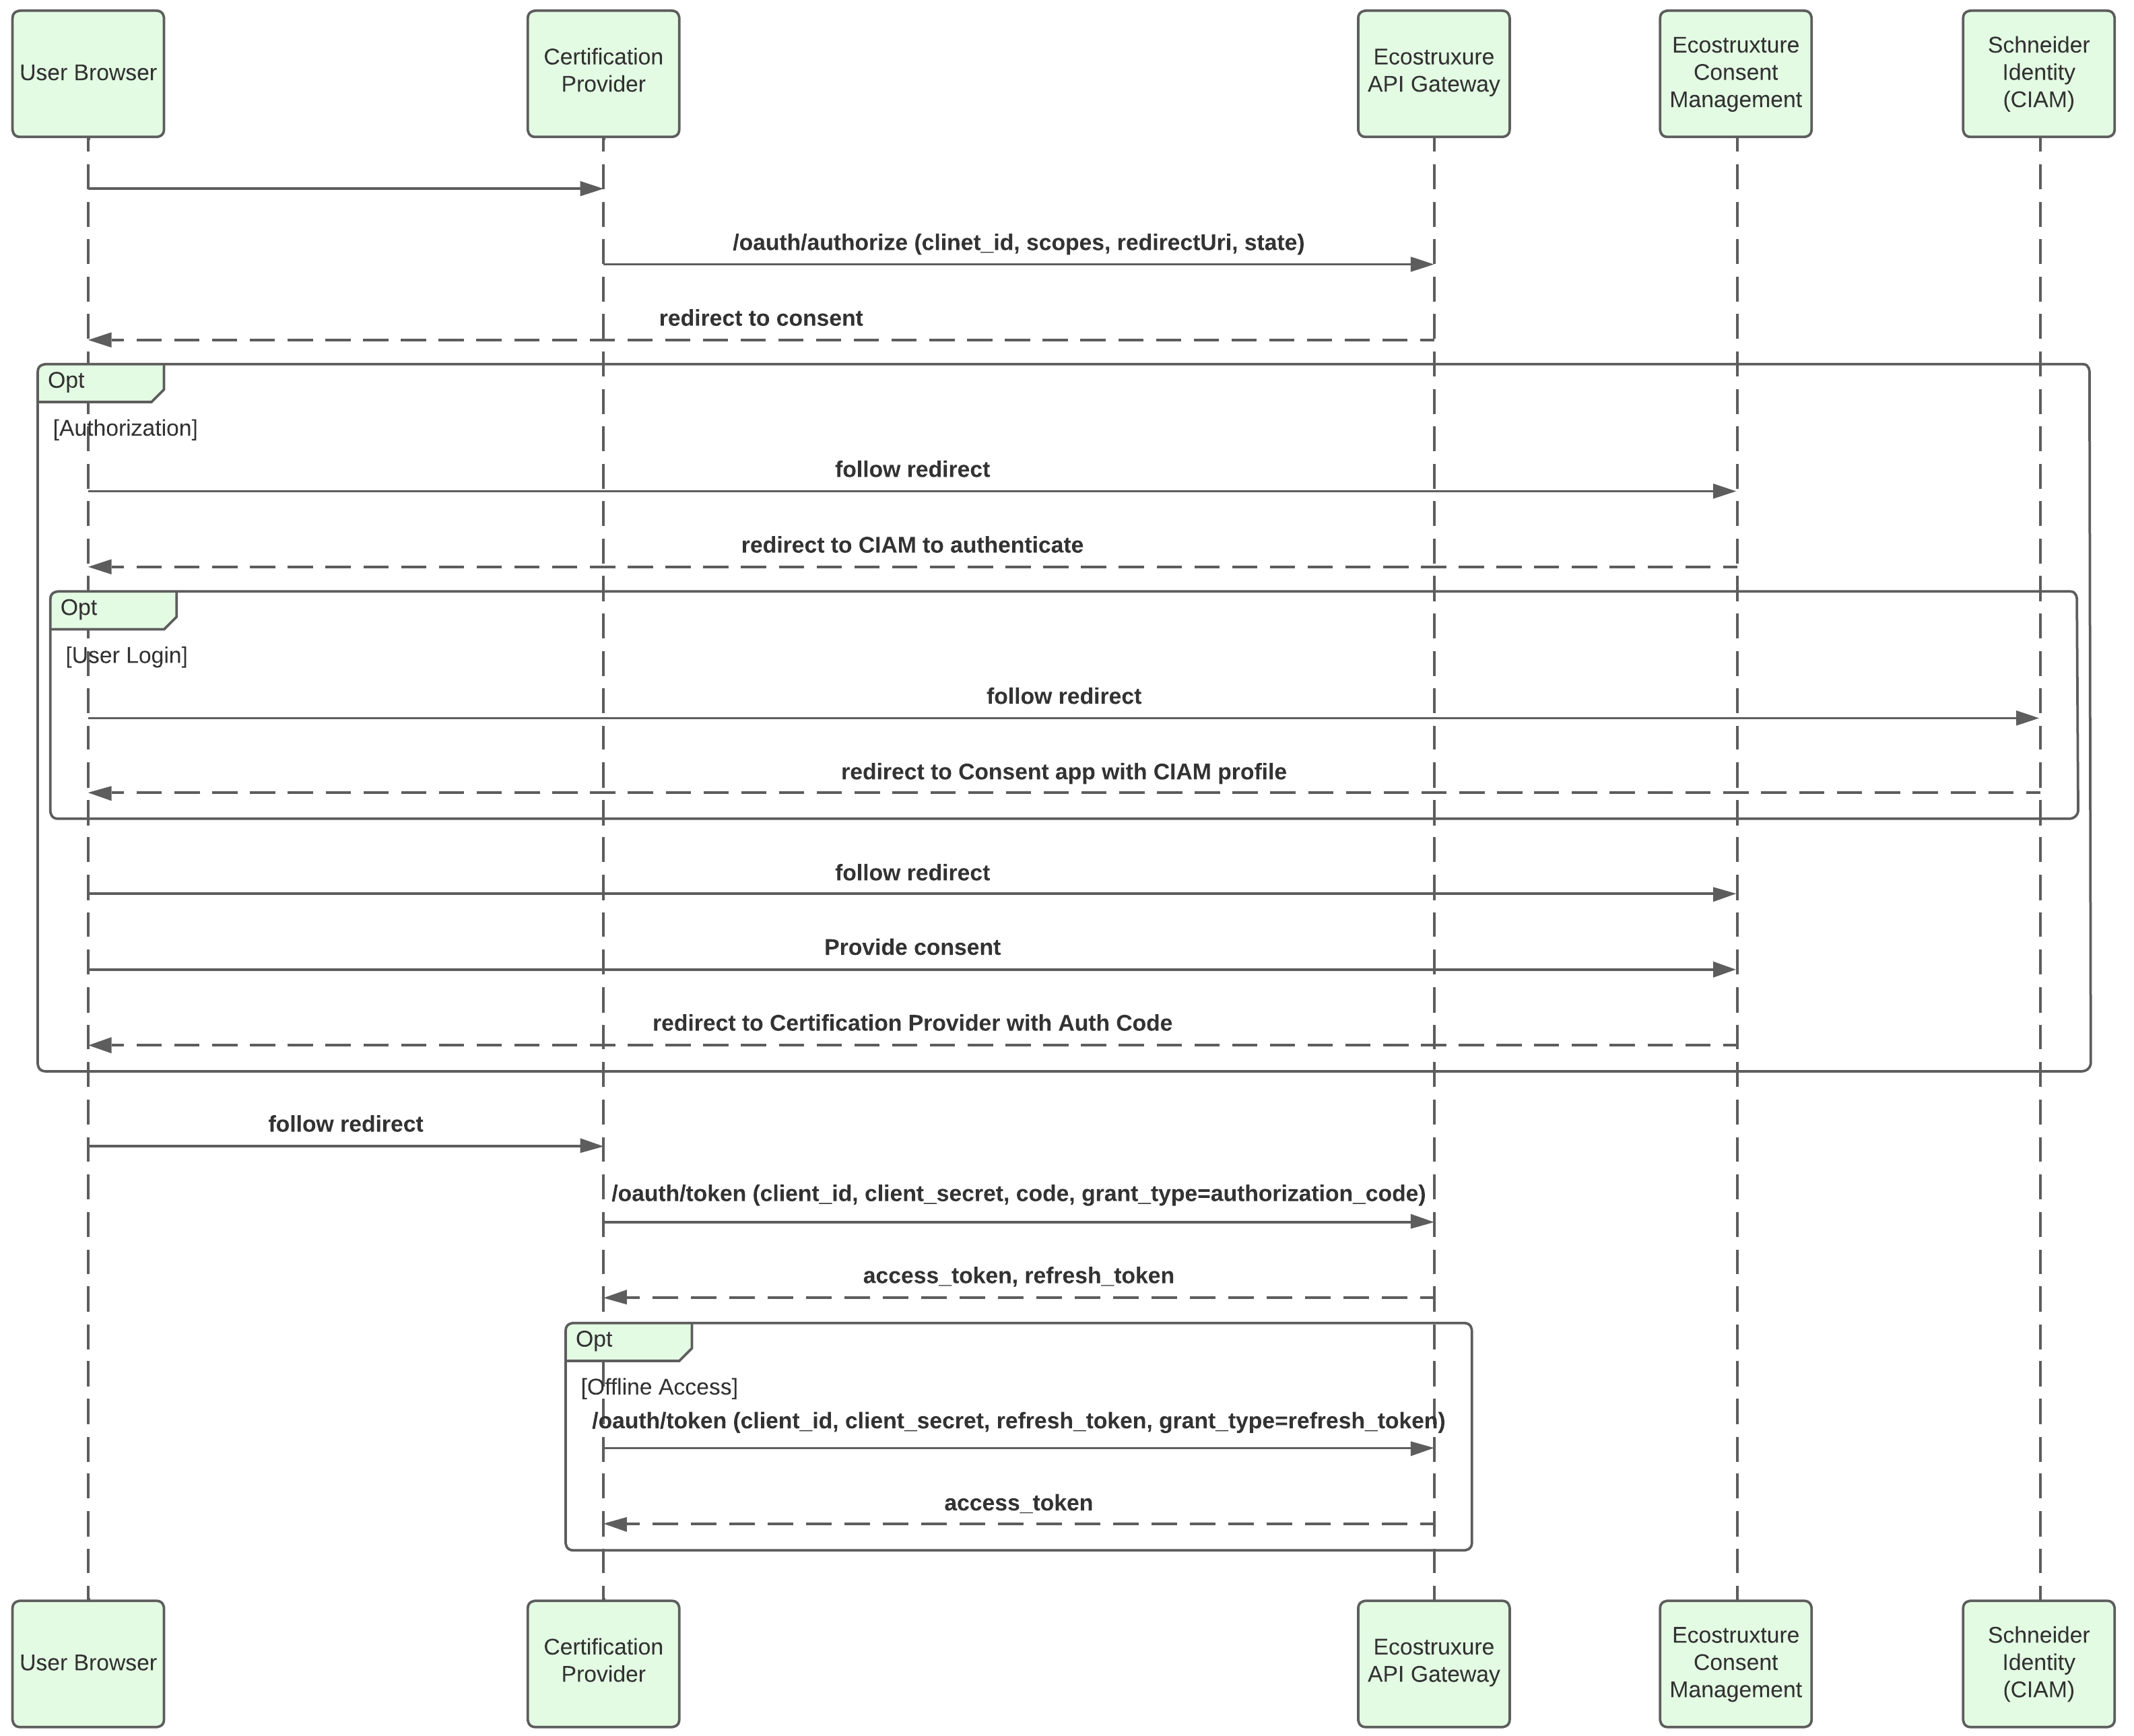 User Browser
Certification
Provider
Ecostruxure
API Gateway
Ecostruxture
Consent
Management
Schneider
Identity
(CIAM)
/oauth/authorize (clinet_id, scopes, redirectUri, state)
redirect to consent
Opt
[Authorization]
follow redirect
redirect to CIAM to authenticate
Opt
[User Login]
follow redirect
redirect to Consent app with CIAM profile
follow redirect
Provide consent
redirect to Certification Provider with Auth Code
follow redirect
/oauth/token (client_id, client_secret, code, grant_type=authorization_code)
access_token, refresh_token
Opt
[Offline Access]
/oauth/token (client_id, client_secret, refresh_token, grant_type=refresh_token)
access_token
User Browser
Certification
Provider
Ecostruxure
API Gateway
Ecostruxture
Consent
Management
Schneider
Identity
(CIAM)